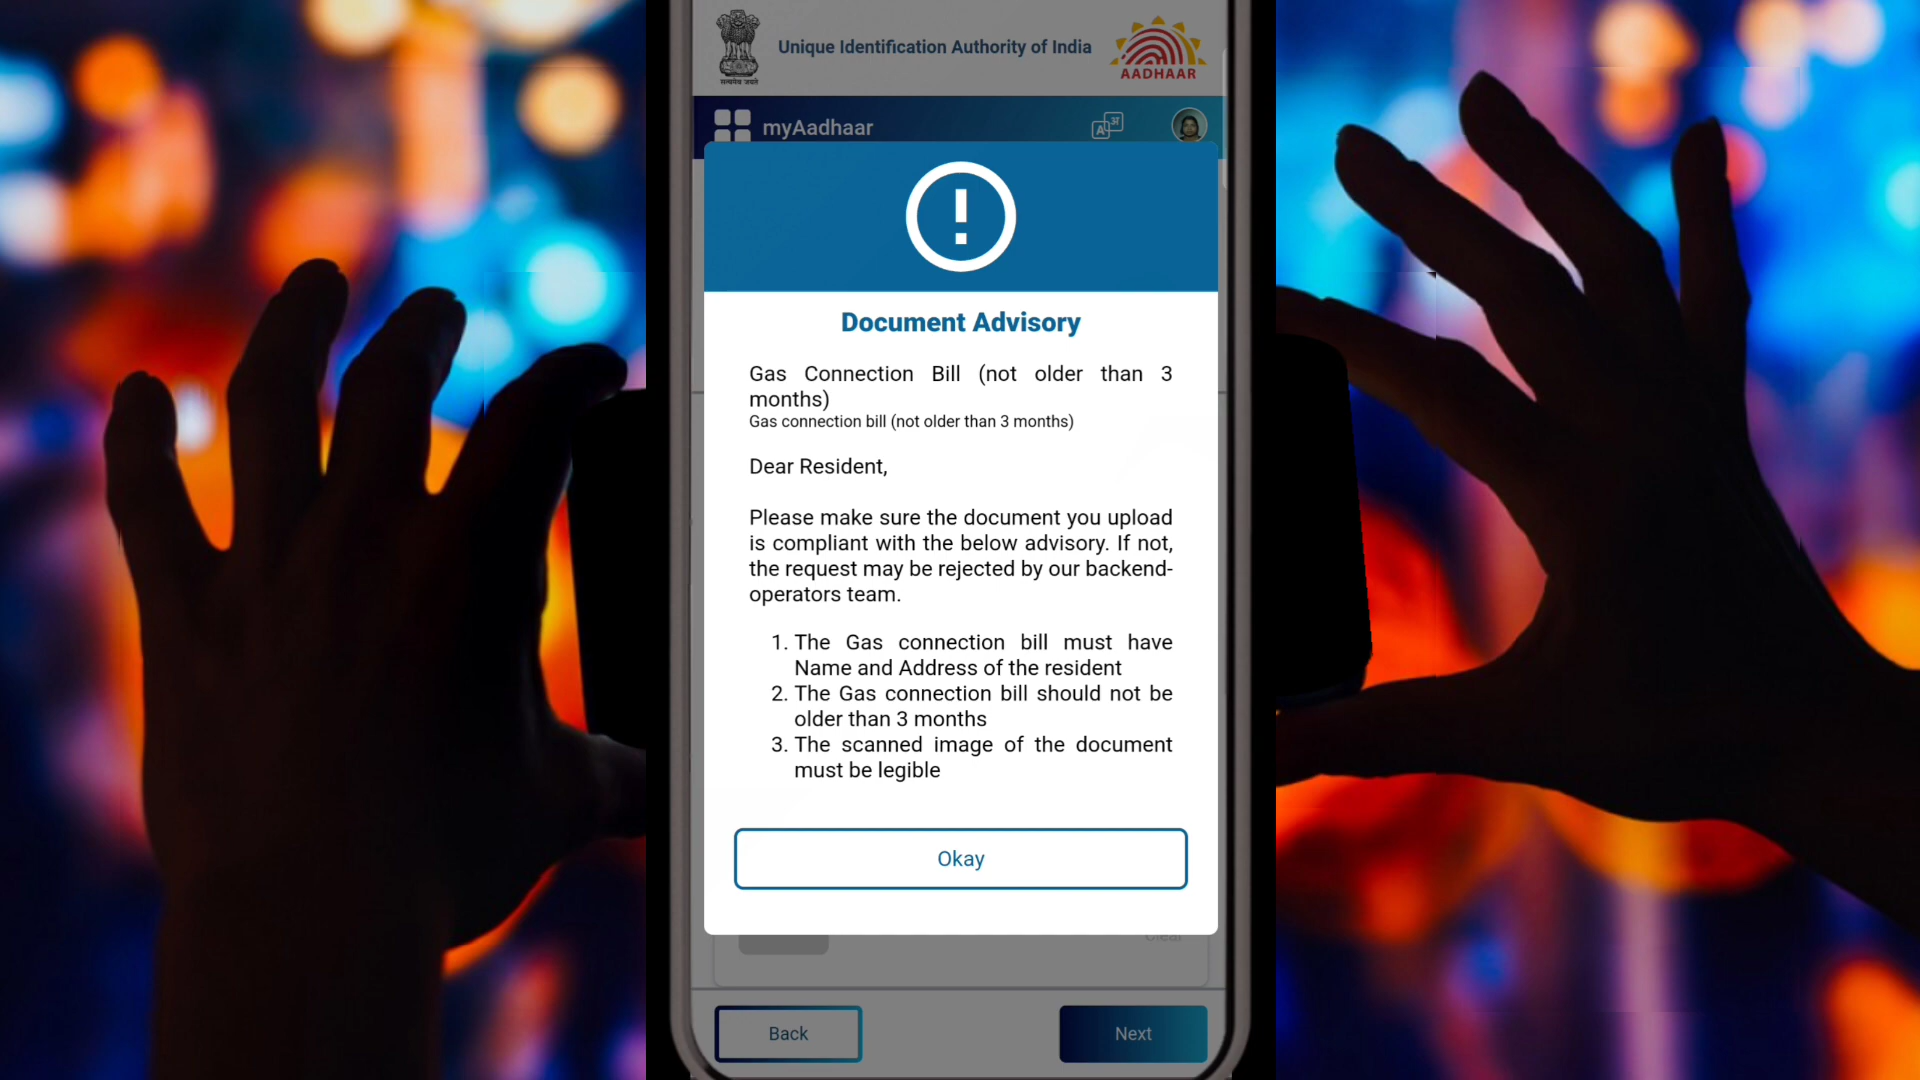 सत्यमेव जयते
Unique Identification Authority of India
AADHAAR
myAadhaar
A अ
Document Advisory
Gas Connection Bill (not older than 3
months)
Gas connection bill (not older than 3 months)
Dear Resident,
Please make sure the document you upload
is compliant with the below advisory. If not,
the request may be rejected by our backend-
operators team.
1. The Gas connection bill must have
Name and Address of the resident
2. The Gas connection bill should not be
older than 3 months
3. The scanned image of the document
must be legible
Okay
Clear
Back
Next